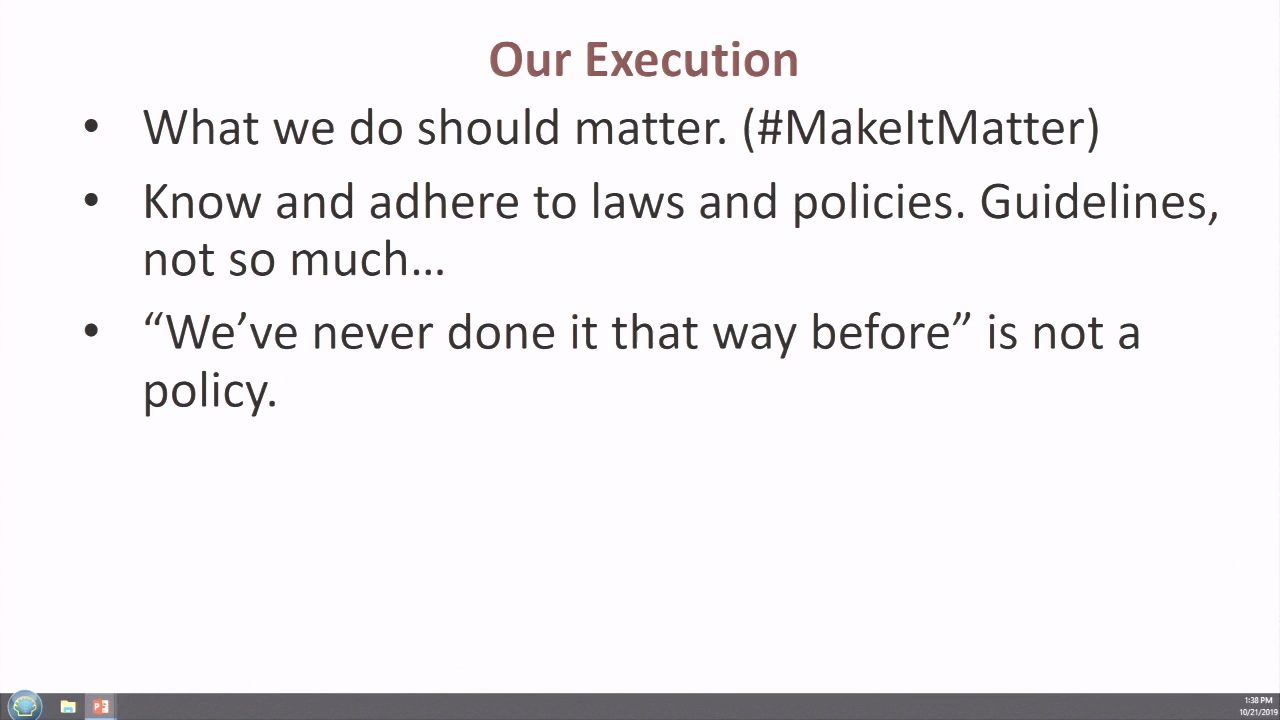 Our Execution
• What we do should matter. (#MakeItMatter)
• Know and adhere to laws and policies. Guidelines,
not so much…
• “We’ve never done it that way before” is not a
policy.
1:38 PM
10/21/2019